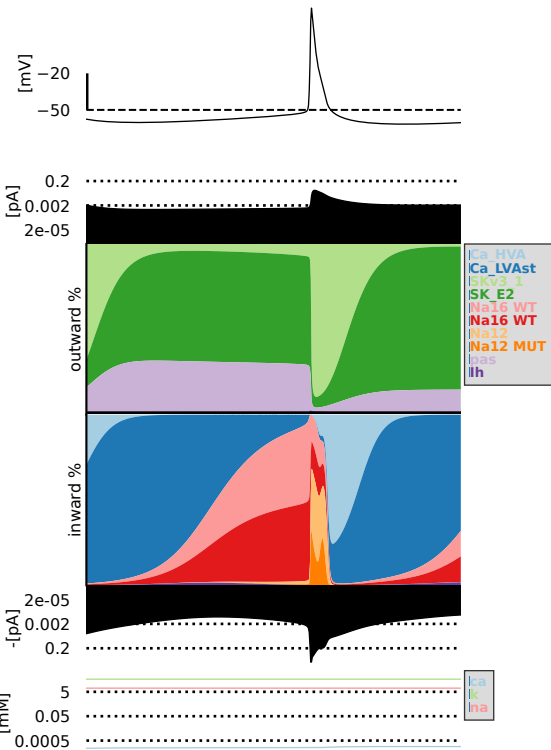 [mV]
−20
−50
[pA]
0.2
0.002
2e-05
outward %
Ca_HVA
Ca_LVAst
SKv3_1
SK_E2
Na16 WT
Na16 WT
Na12
Na12 MUT
pas
Ih
inward %
-[pA]
2e-05
0.002
0.2
[mM]
5
0.05
0.0005
ca
k
na